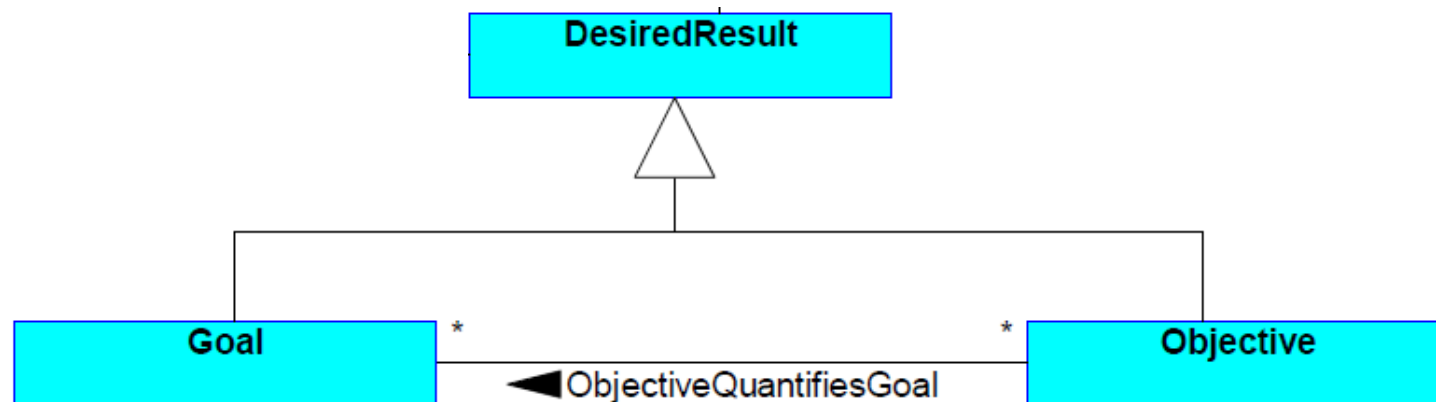 DesiredResult
Goal
*
*
Objective
ObjectiveQuantifiesGoal